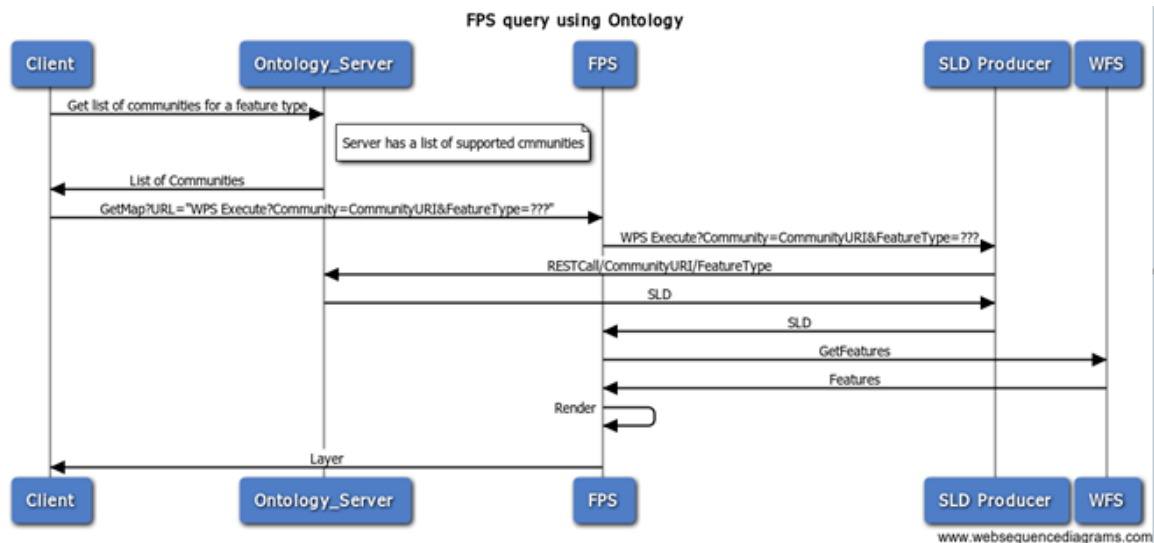 FPS query using Ontology
Client
Ontology_Server
FPS
SLD Producer
WFS
Get list of communities for a feature type
Server has a list of supported cmmunities
List of Communities
GetMap?URL="WPS Execute?Community=CommunityURI&FeatureType=???"
WPS Execute?Community=CommunityURI&FeatureType=???
RESTCall/CommunityURI/FeatureType
SLD
SLD
GetFeatures
Features
Render
Layer
Client
Ontology_Server
FPS
SLD Producer
WFS
www.websequencediagrams.com